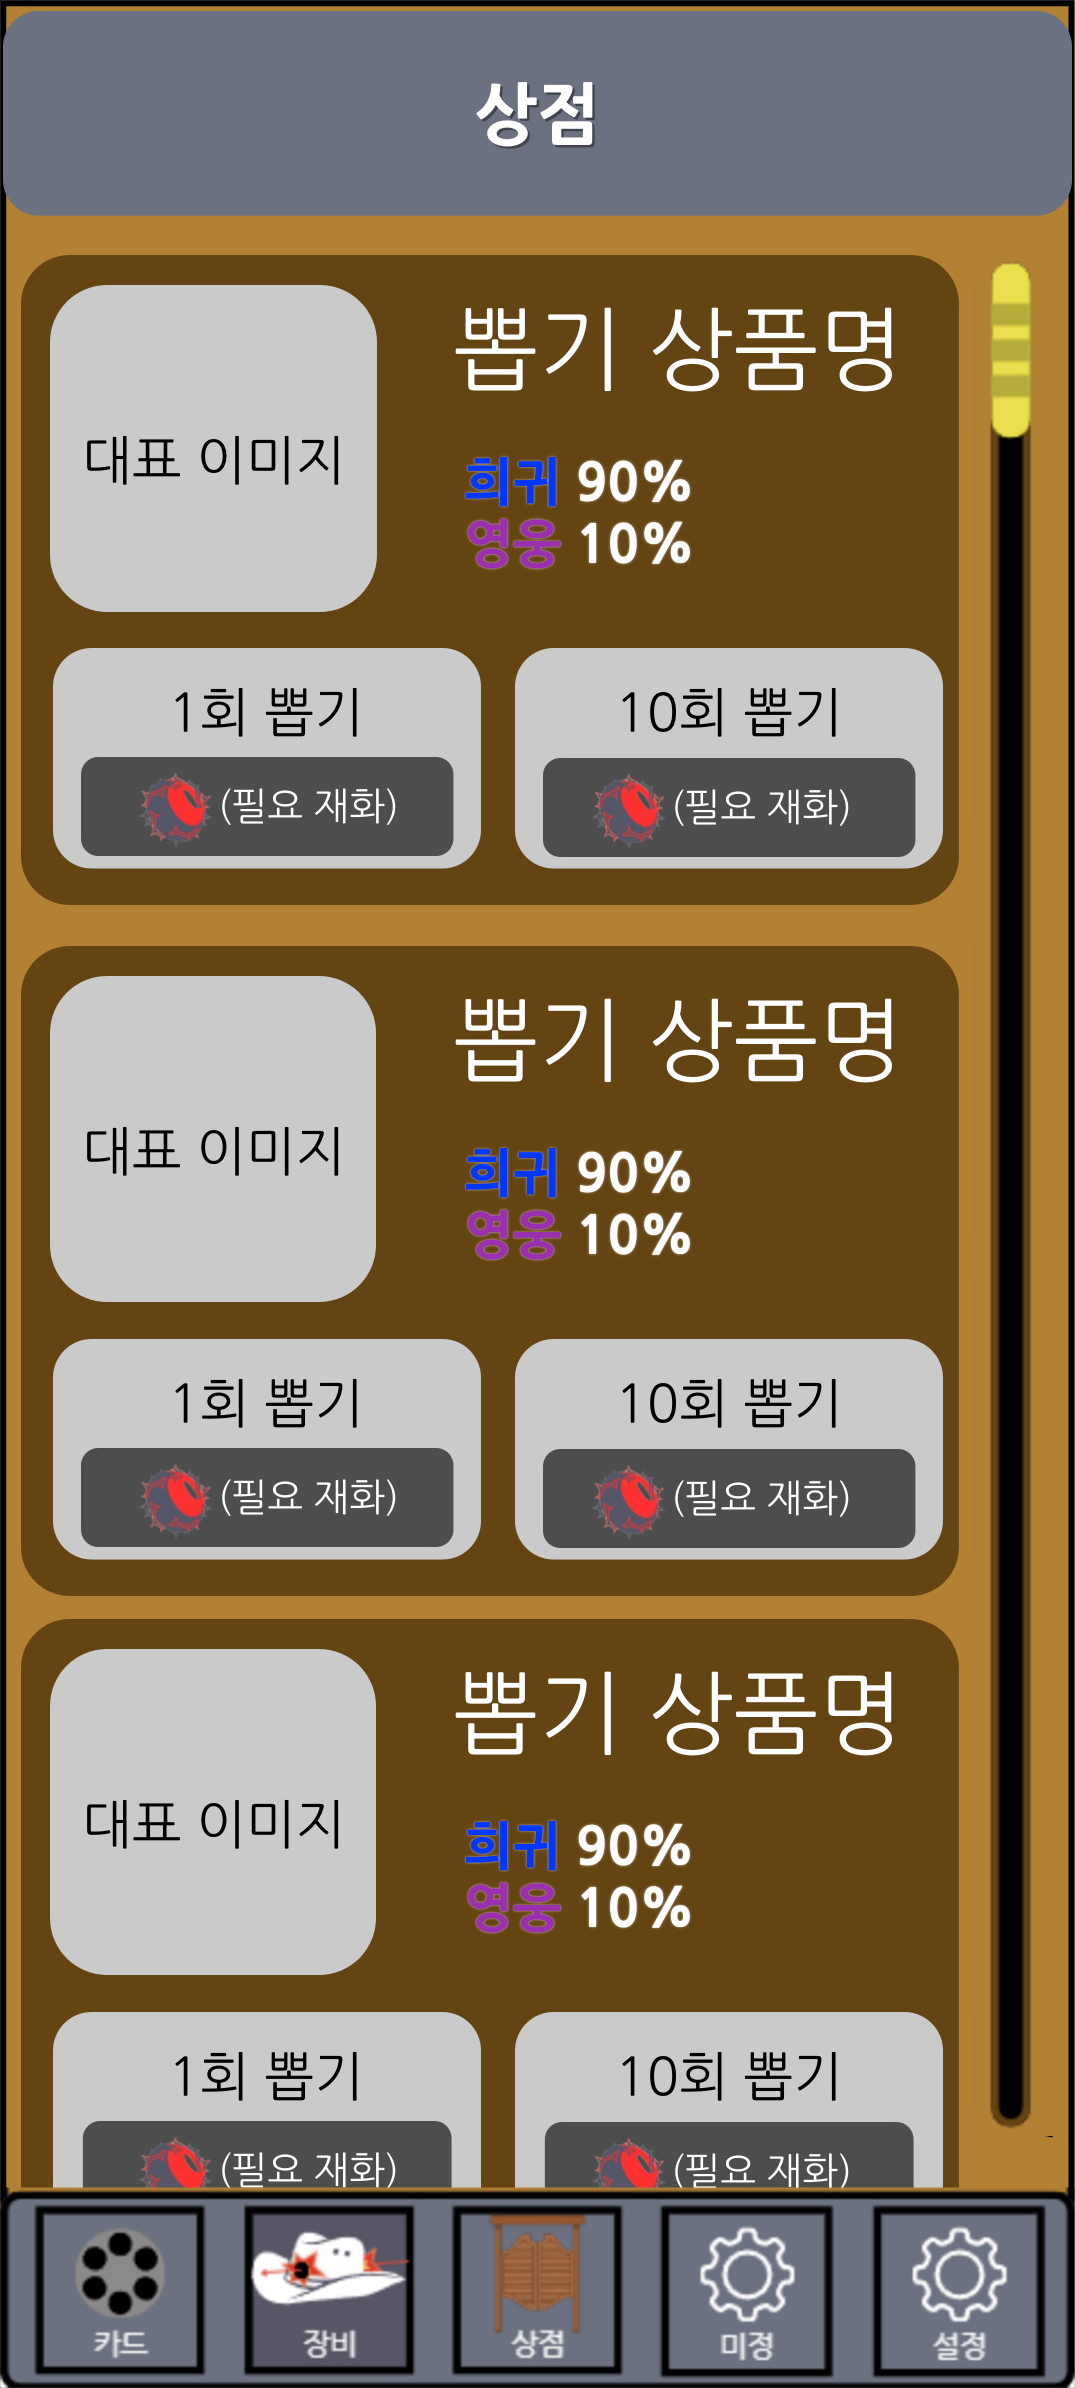 상점
뽑기 상품명
대표 이미지
희귀 90%
영웅 10%
1회 뽑기
10회 뽑기
(필요 재화)
(필요 재화)
뽑기 상품명
대표 이미지
희귀 90%
영웅 10%
1회 뽑기
10회 뽑기
(필요 재화)
(필요 재화)
뽑기 상품명
대표 이미지
희귀 90%
영웅 10%
1회 뽑기
10회 뽑기
(필요 재화)
(필요 재화)
카드
장비
상점
미정
설정